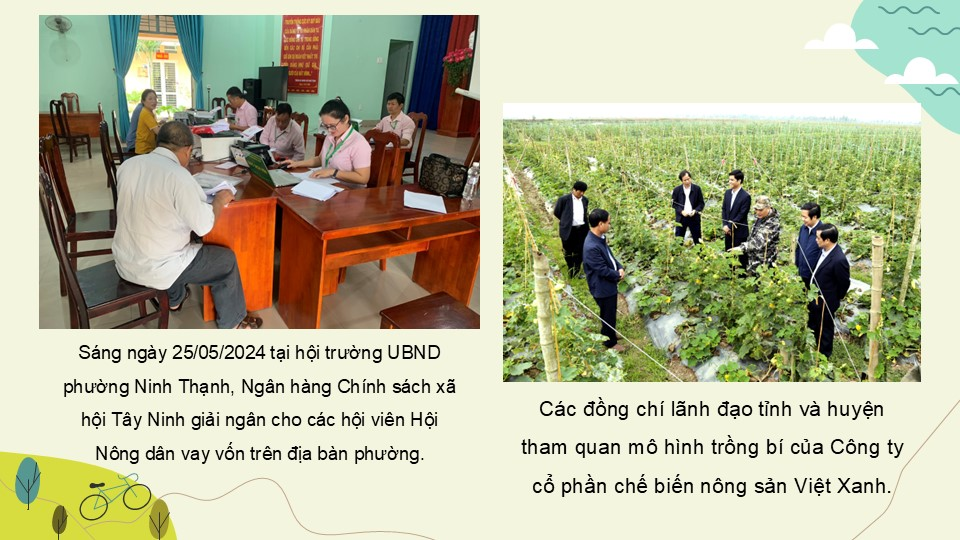 Sáng ngày 25/05/2024 tại hội trường UBND
phường Ninh Thạnh, Ngân hàng Chính sách xã
hội Tây Ninh giải ngân cho các hội viên Hội
Nông dân vay vốn trên địa bàn phường.
Các đồng chí lãnh đạo tỉnh và huyện
tham quan mô hình trồng bí của Công ty
cổ phần chế biến nông sản Việt Xanh.